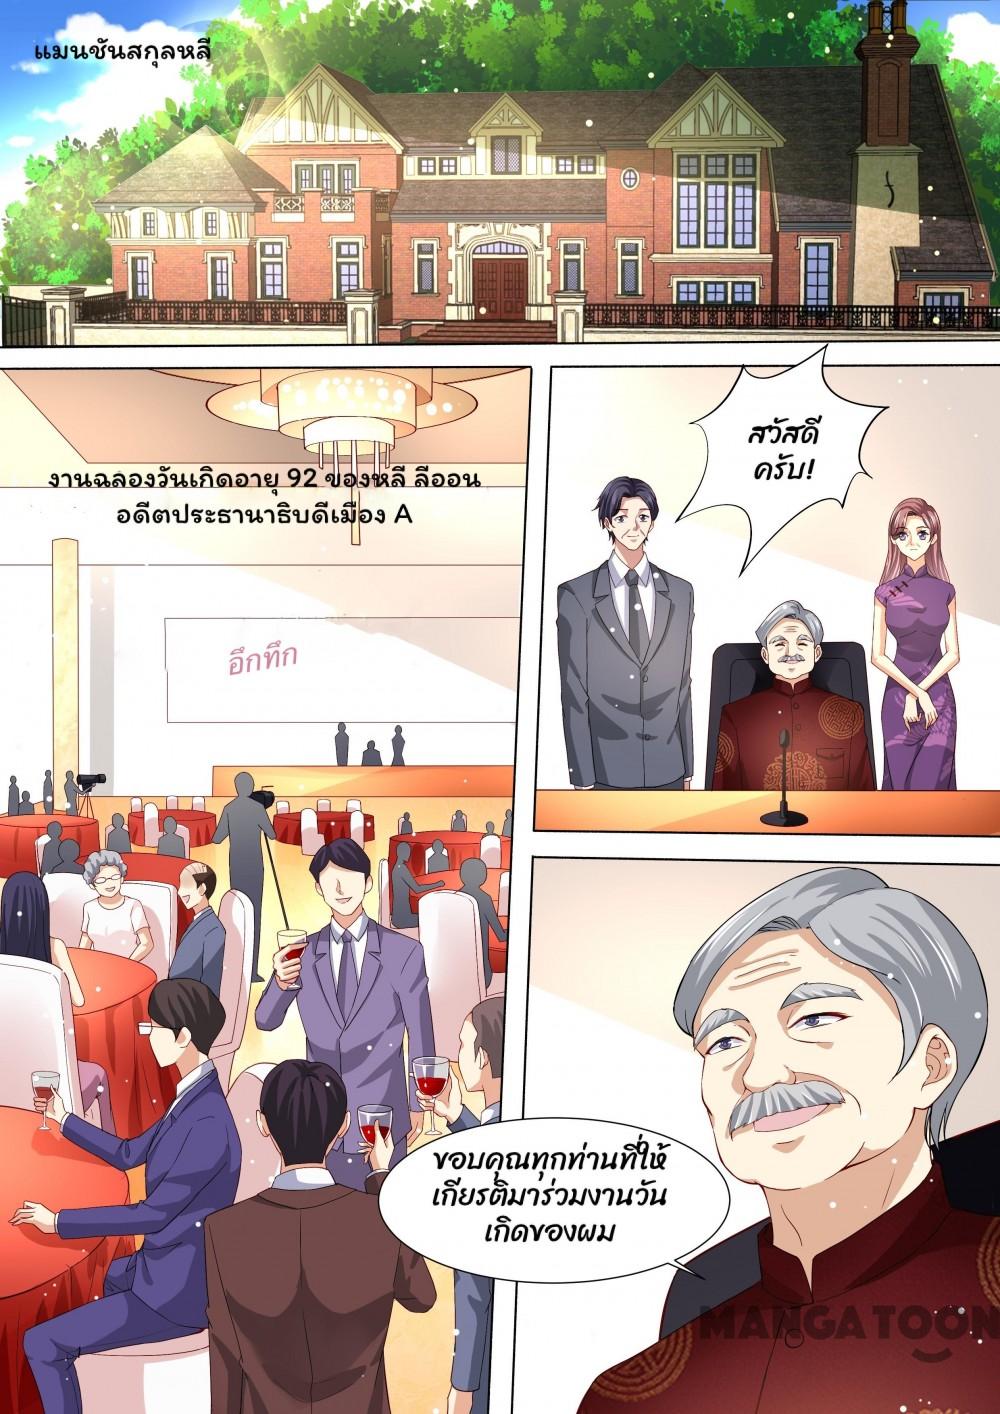 แมนชันสกุลหลี
งานฉลองวันเกิดอายุ 92 ของหลี ลีออน
อดีตประธานาธิบดีเมือง A
สวัสดี
ครับ!
อึกทึก
ขอบคุณทุกท่านที่ให้
เกียรติมาร่วมงานวัน
เกิดของผม
MANGATOON